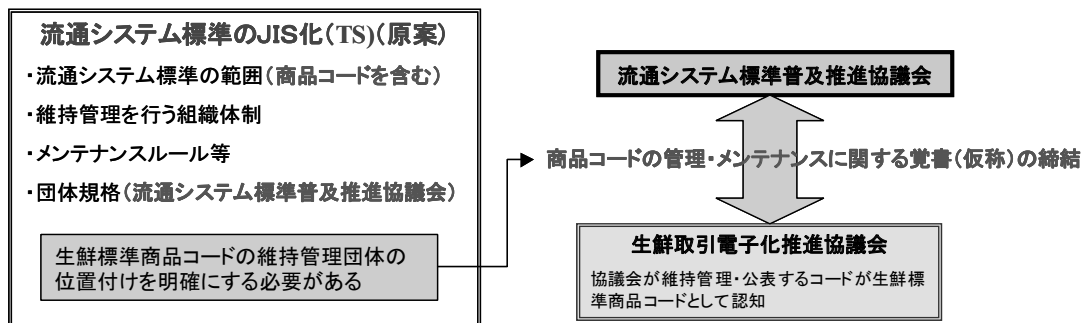 流通システム標準のJIS化(TS)(原案)
・流通システム標準の範囲(商品コードを含む)
・維持管理を行う組織体制
・メンテナンスルール等
・団体規格(流通システム標準普及推進協議会)
生鮮標準商品コードの維持管理団体の
位置付けを明確にする必要がある
流通システム標準普及推進協議会
商品コードの管理・メンテナンスに関する覚書(仮称)の締結
生鮮取引電子化推進協議会
協議会が維持管理・公表するコードが生鮮標
準商品コードとして認知